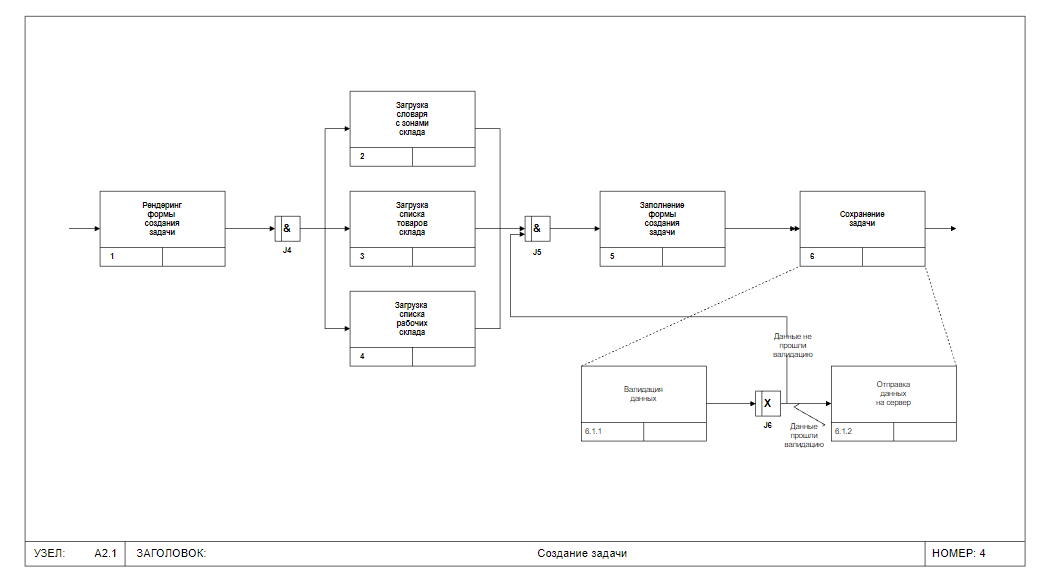 Загрузка
словаря
с зонами
склада
2
Рендеринг
формы
создания
задачи
1
&
J4
Загрузка
списка
товаров
склада
3
&
J5
Заполнение
формы
создания
задачи
5
Сохранение
задачи
6
Загрузка
списка
рабочих
склада
4
Данные не
прошли
валидацию
Валидация
данных
6.1.1
X
J6
Данные
прошли
валидацию
Отправка
данных
на сервер
6.1.2
УЗЕЛ: A2.1 ЗАГОЛОВОК: Создание задачи НОМЕР: 4